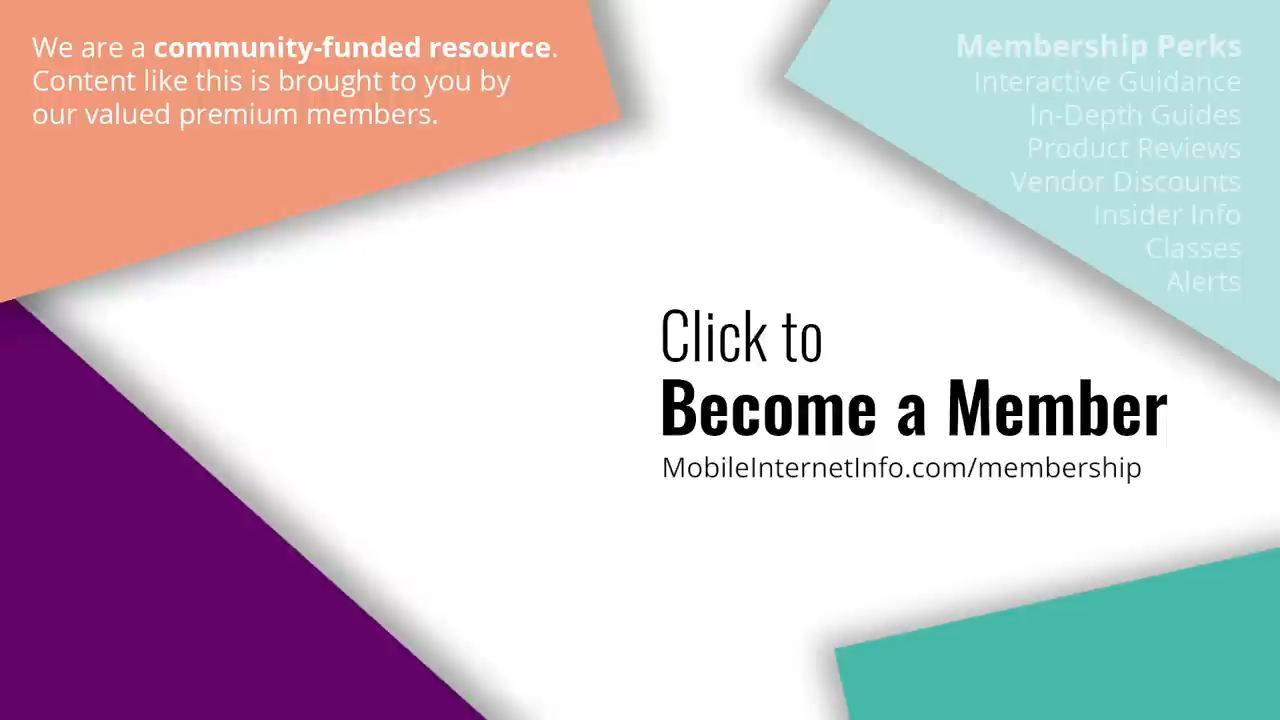 We are a community-funded resource.
Content like this is brought to you by
our valued premium members.
Membership Perks
Interactive Guidance
In-Depth Guides
Product Reviews
Vendor Discounts
Insider Info
Classes
Alerts
Click to
Become a Member
MobileInternetInfo.com/membership